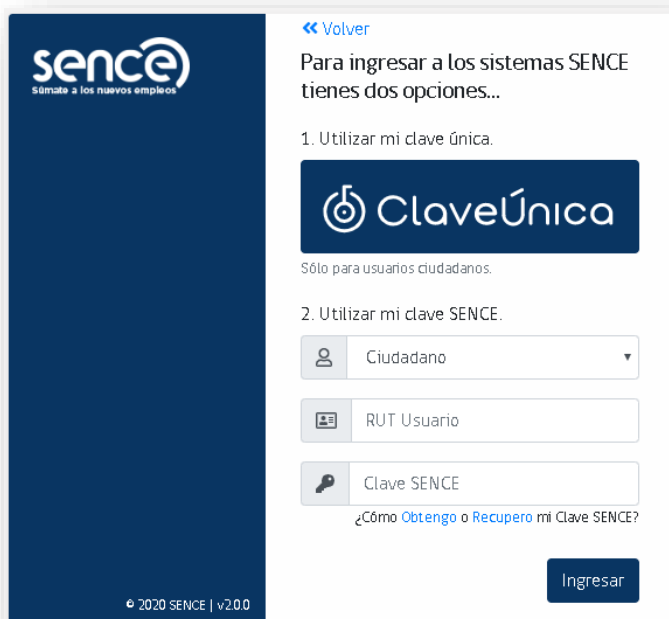 sence
Súmate a los nuevos empleos
© 2020 SENCE | v2.0.0
Volver
Para ingresar a los sistemas SENCE
tienes dos opciones...
1. Utilizar mi clave única.
ClaveÚnica
Sólo para usuarios ciudadanos.
2. Utilizar mi clave SENCE.
Ciudadano
RUT Usuario
Clave SENCE
¿Cómo Obtengo o Recupero mi Clave SENCE?
Ingresar